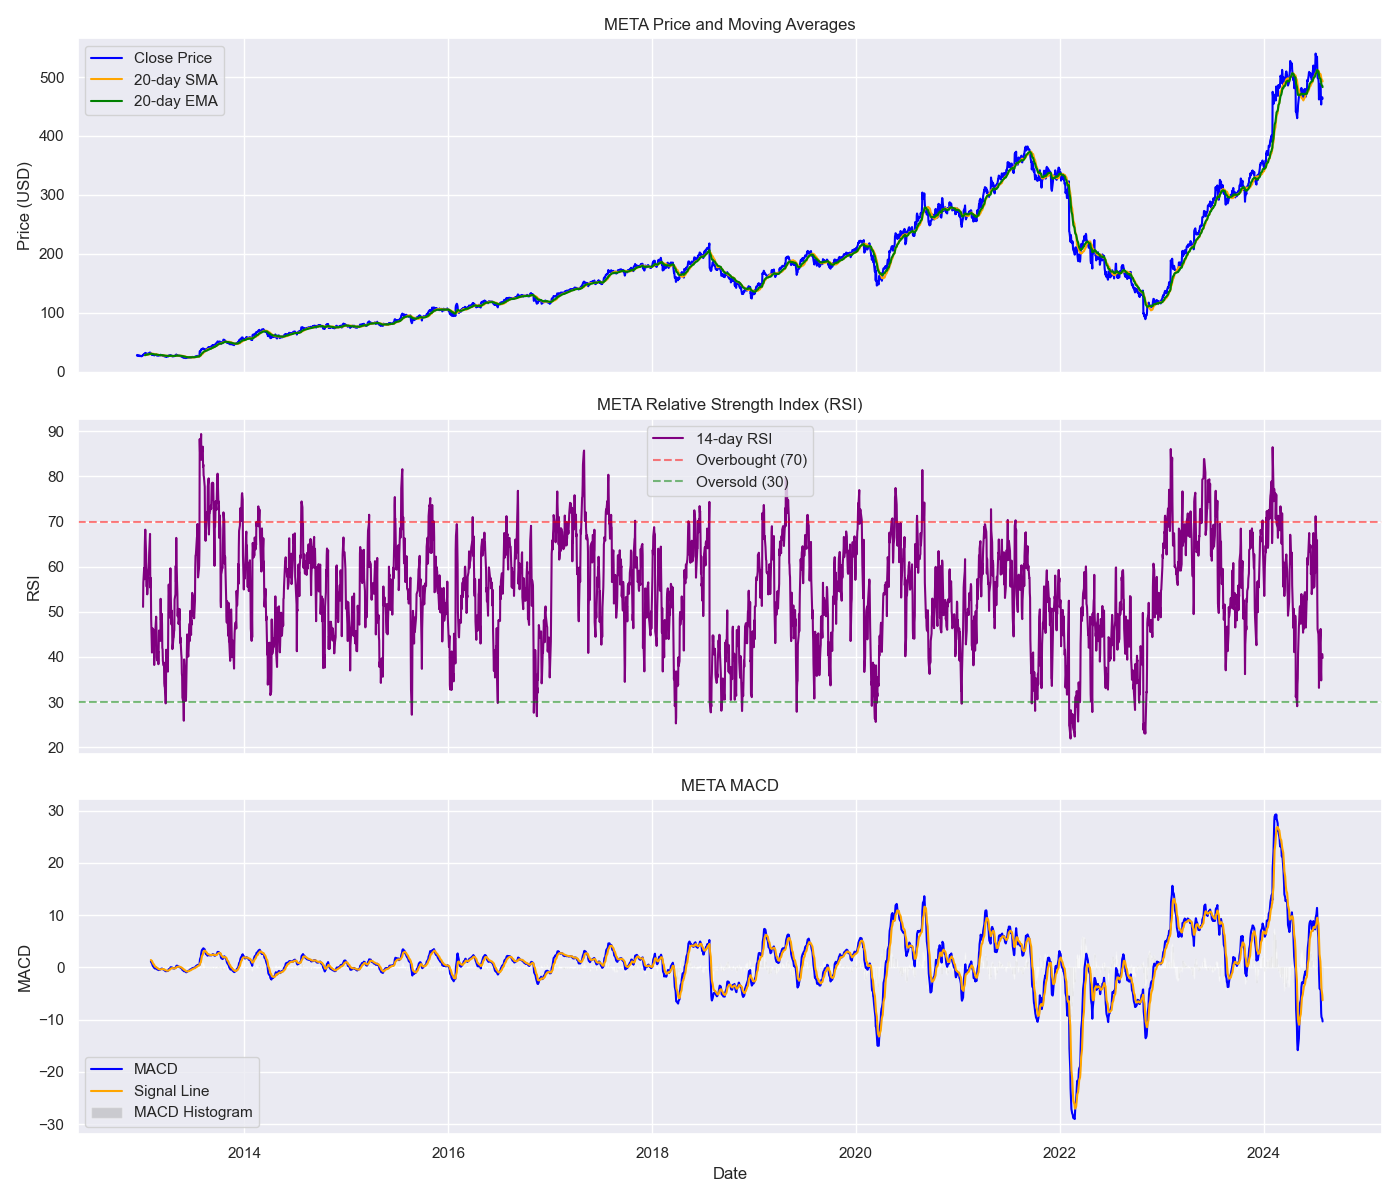 META Price and Moving Averages
Close Price
20-day SMA
20-day EMA
Price (USD)
500
400
300
200
100
0
META Relative Strength Index (RSI)
14-day RSI
Overbought (70)
Oversold (30)
RSI
90
80
70
60
50
40
30
20
META MACD
MACD
30
20
10
0
−10
−20
−30
MACD
Signal Line
MACD Histogram
2014 2016 2018 2020 2022 2024
Date